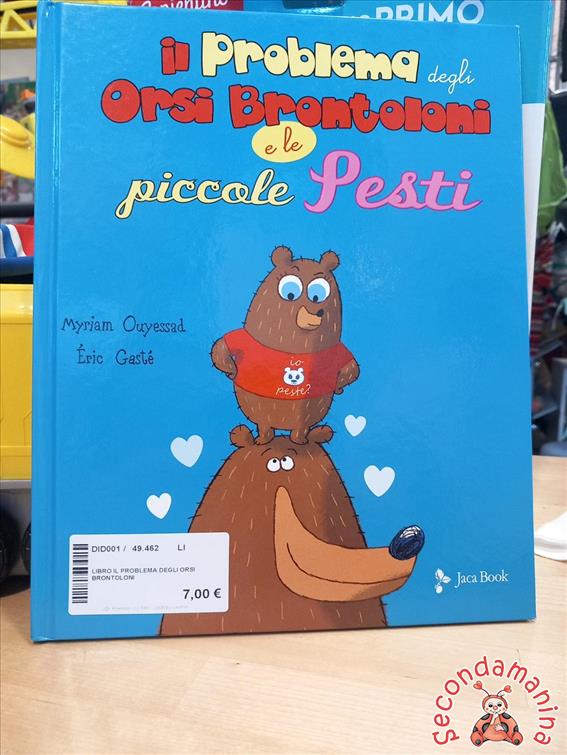 PRIMO
il Problema degli
Orsi Brontoloni
e le
piccole Pesti
Myriam Ouyessad
Éric Gasté
io
peste?
DID001 / 49.462 LI
LIBRO IL PROBLEMA DEGLI ORSI
BRONTOLONI
7,00 €
Jaca Book
secondamanina